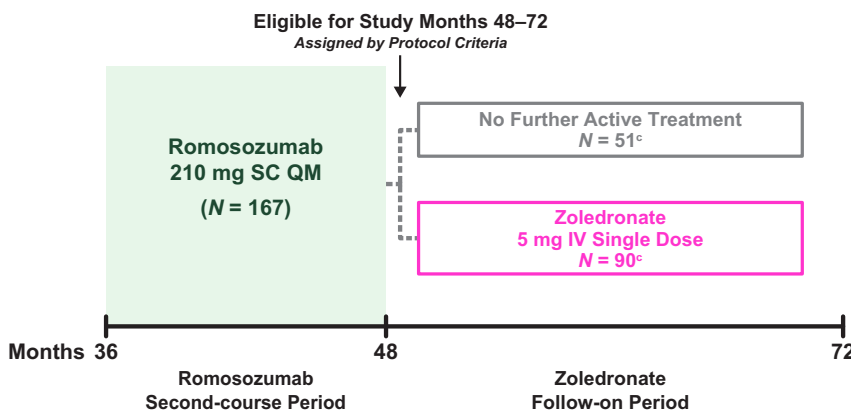 Eligible for Study Months 48–72
Assigned by Protocol Criteria
Romosozumab
210 mg SC QM
(N = 167)
No Further Active Treatment
N = 51ᶜ
Zoledronate
5 mg IV Single Dose
N = 90ᶜ
Months 36 48 72
Romosozumab
Second-course Period
Zoledronate
Follow-on Period